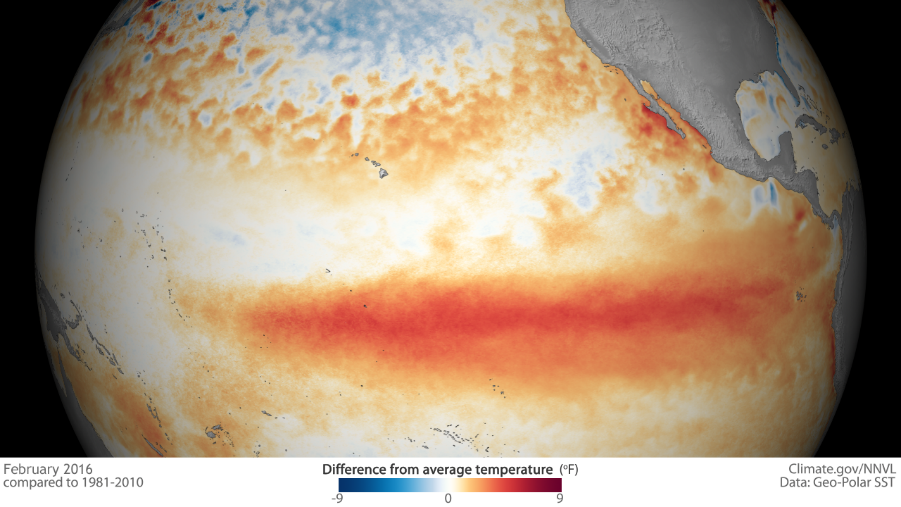 February 2016
compared to 1981-2010
Difference from average temperature (ºF)
-9 0 9
Climate.gov/NNVL
Data: Geo-Polar SST